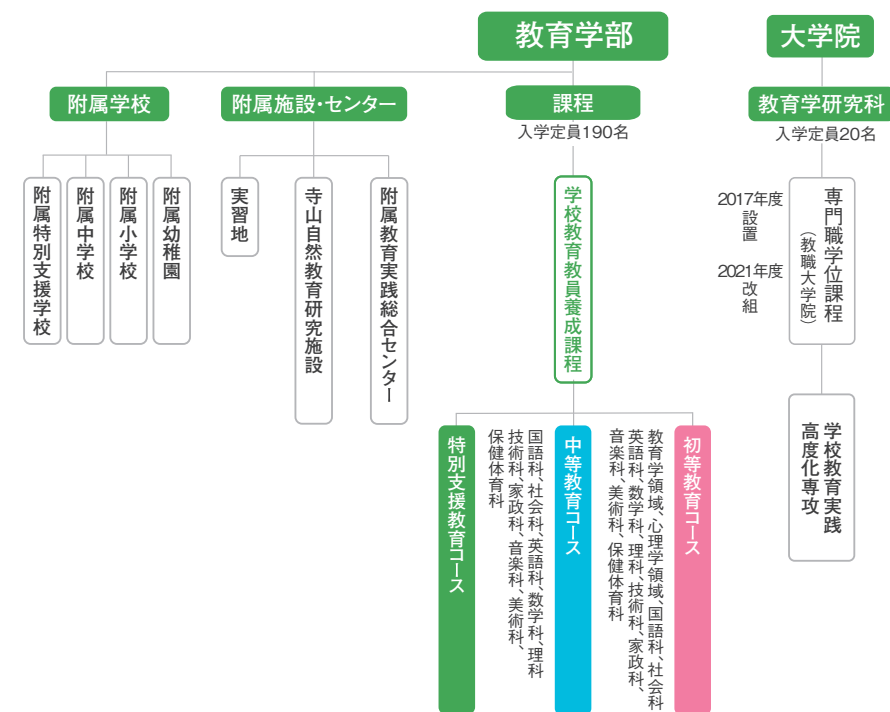 教育学部
大学院
附属学校
附属施設・センター
課程
教育学研究科
入学定員190名
入学定員20名
附属特別支援学校
附属中学校
附属小学校
附属幼稚園
実習地
寺山自然教育研究施設
附属教育実践総合センター
学校教育教員養成課程
2017年度
設置
2021年度
改組
専門職学位課程
（教職大学院）
学校教育実践
高度化専攻
特別支援教育コース
中等教育コース
国語科、社会科、英語科、数学科、理科
技術科、家政科、音楽科、美術科、
保健体育科
初等教育コース
教育学領域、心理学領域、国語科、社会科
英語科、数学科、理科、技術科、家政科、
音楽科、美術科、保健体育科